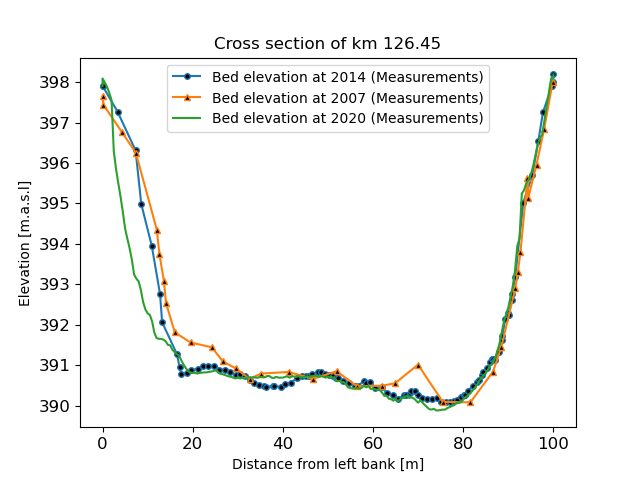 Cross section of km 126.45
Bed elevation at 2014 (Measurements)
Bed elevation at 2007 (Measurements)
Bed elevation at 2020 (Measurements)
398
397
396
395
394
393
392
391
390
Elevation [m.a.s.l]
0 20 40 60 80 100
Distance from left bank [m]